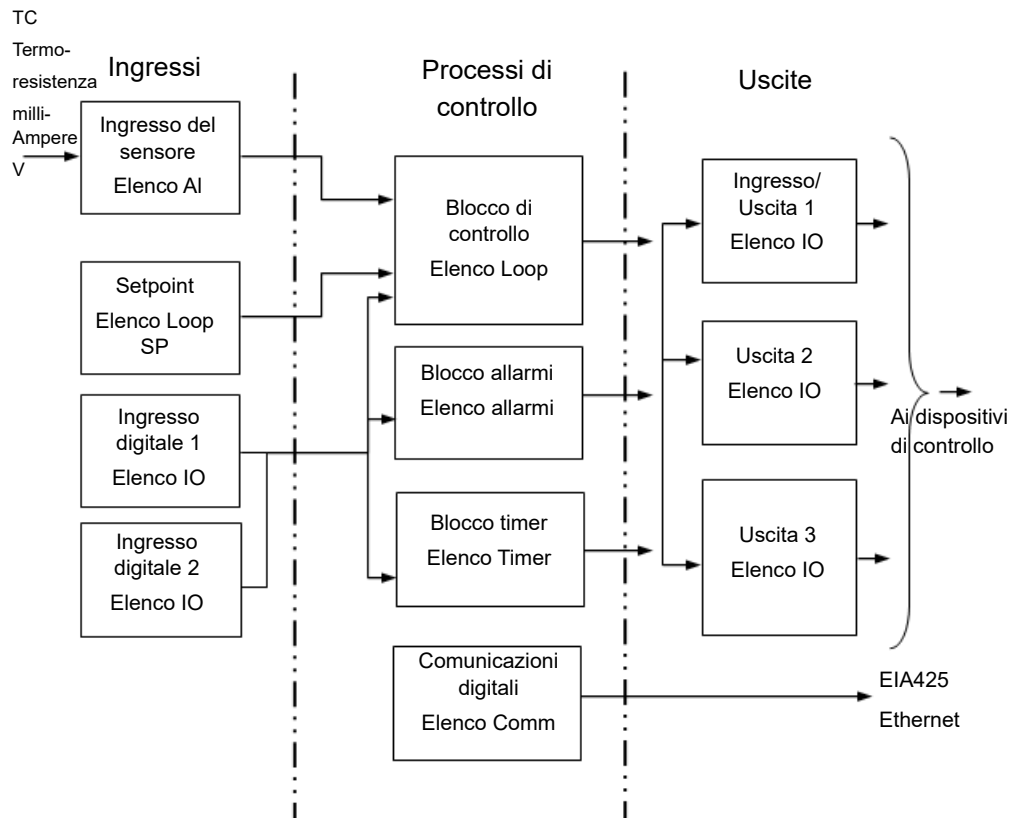 TC
Termo-
resistenza
milli-
Ampere
V
Ingressi
Ingresso del
sensore
Elenco AI
Setpoint
Elenco Loop
SP
Ingresso
digitale 1
Elenco IO
Ingresso
digitale 2
Elenco IO
Processi di
controllo
Blocco di
controllo
Elenco Loop
Blocco allarmi
Elenco allarmi
Blocco timer
Elenco Timer
Comunicazioni
digitali
Elenco Comm
Uscite
Ingresso/
Uscita 1
Elenco IO
Uscita 2
Elenco IO
Uscita 3
Elenco IO
Ai dispositivi
di controllo
EIA425
Ethernet